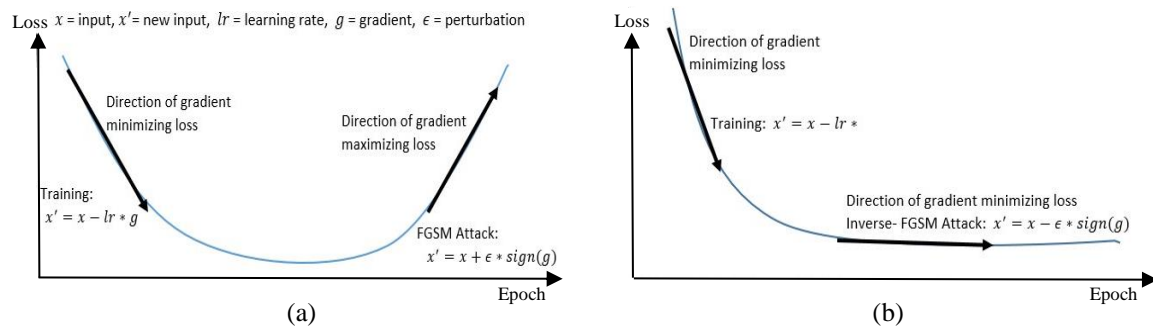 Loss
x = input, x′= new input, lr = learning rate, g = gradient, ϵ = perturbation
Direction of gradient
minimizing loss
Direction of gradient
maximizing loss
Training:
x′ = x − lr * g
FGSM Attack:
x′ = x + ϵ * sign(g)
Epoch
(a)
Loss
Direction of gradient
minimizing loss
Training: x′ = x − lr *
Direction of gradient minimizing loss
Inverse- FGSM Attack: x′ = x − ϵ * sign(g)
Epoch
(b)